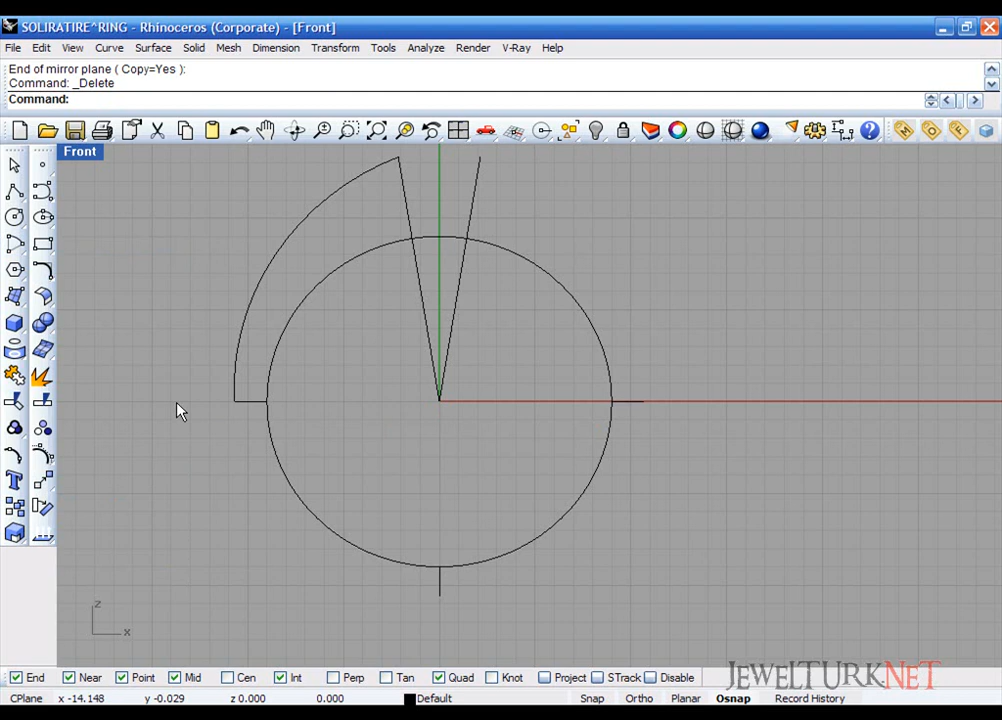 SOLIRATIRE^RING - Rhinoceros (Corporate) - [Front]
File Edit View Curve Surface Solid Mesh Dimension Transform Tools Analyze Render V-Ray Help
End of mirror plane ( Copy=Yes ):
Command: _Delete
Command:
Front
z
x
End Near Point Mid Cen Int Perp Tan Quad Knot Project STrack Disable
JEWELTURKNET
CPlane x -14.148 y -0.029 z 0.000 0.000 Default Snap Ortho Planar Osnap Record History